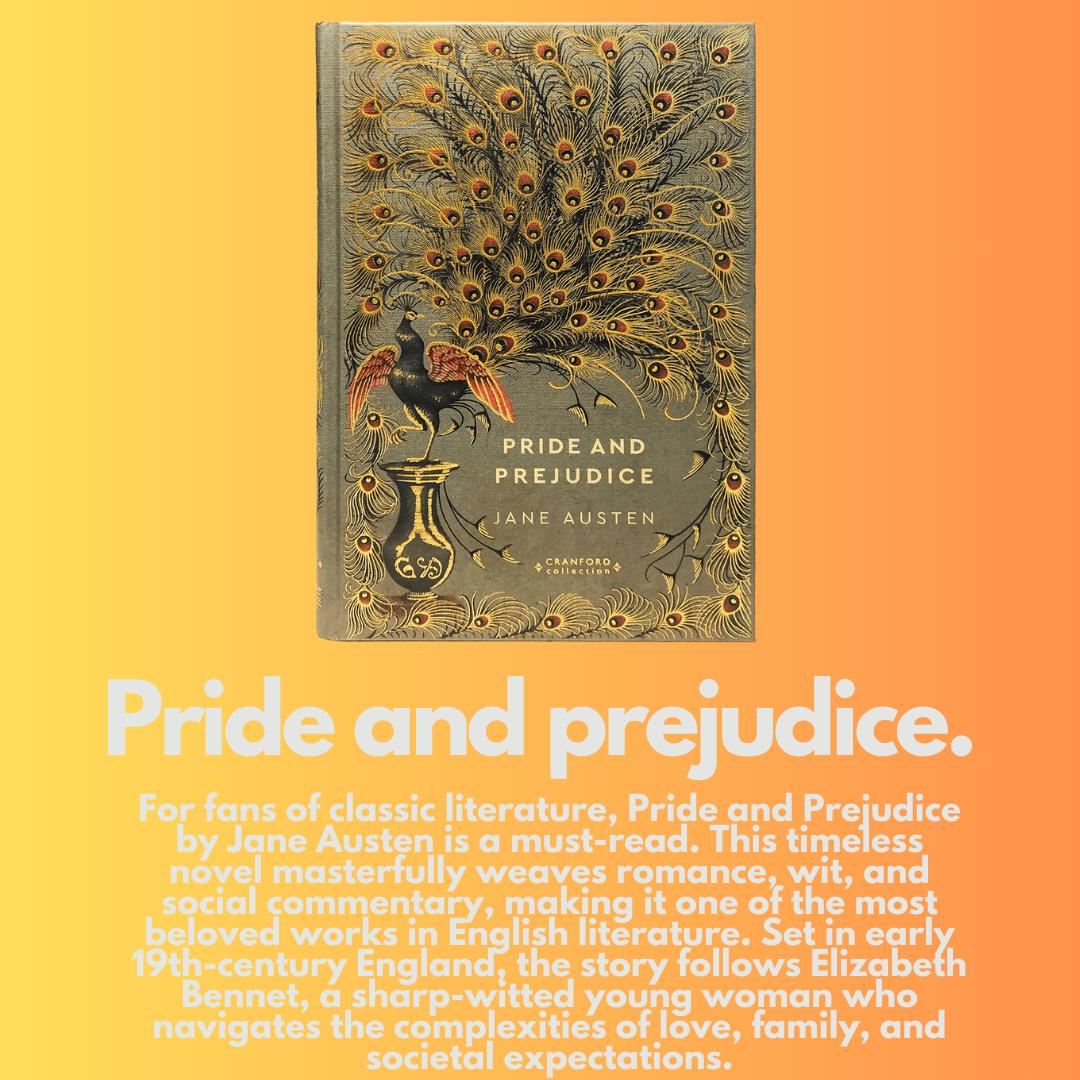 PRIDE AND
PREJUDICE
JANE AUSTEN
CRANFORD
collection
Pride and prejudice.
For fans of classic literature, Pride and Prejudice
by Jane Austen is a must-read. This timeless
novel masterfully weaves romance, wit, and
social commentary, making it one of the most
beloved works in English literature. Set in early
19th-century England, the story follows Elizabeth
Bennet, a sharp-witted young woman who
navigates the complexities of love, family, and
societal expectations.